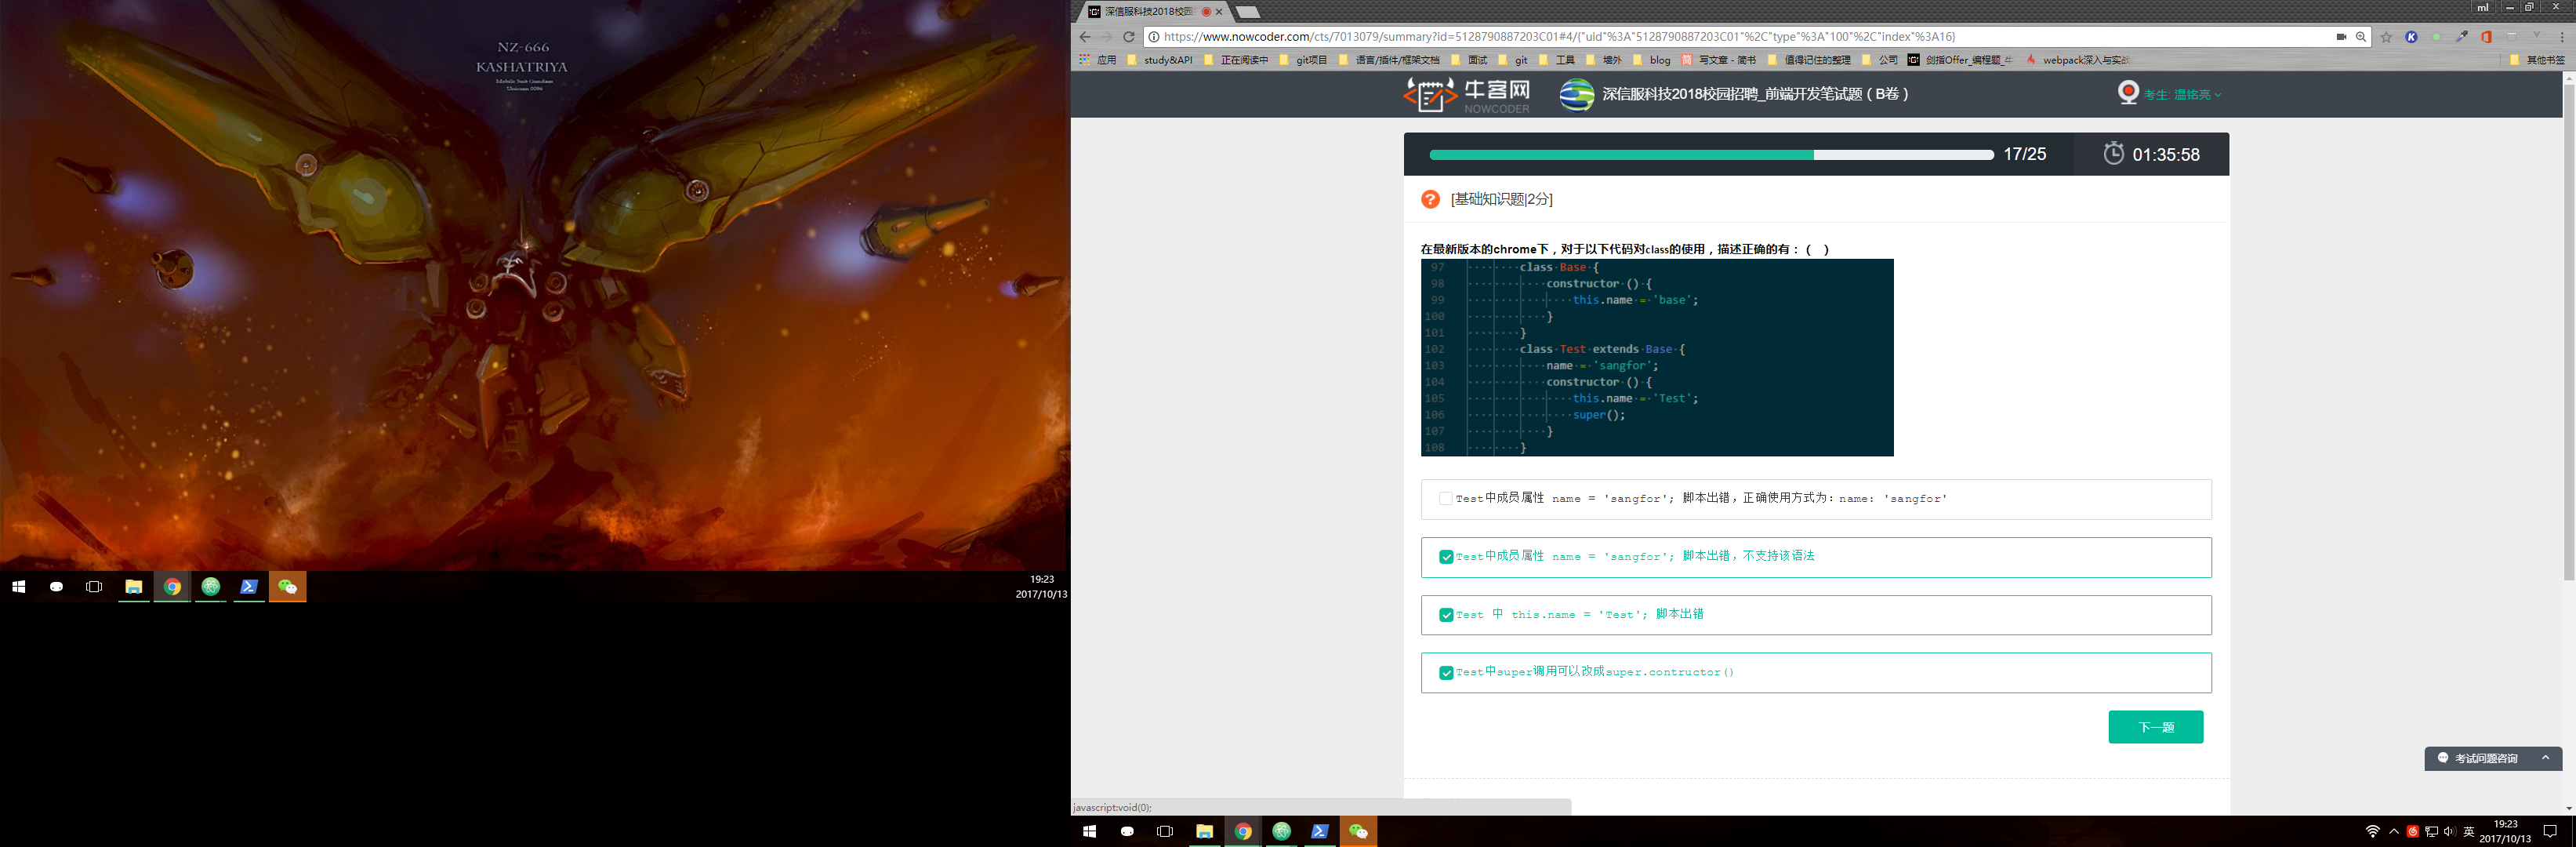 NZ-666
KASHATRIYA
Mobile Suit Gundam
Unicorn 0096
19:23
2017/10/13
深信服科技2018校园
ml
https://www.nowcoder.com/cts/7013079/summary?id=5128790887203C01#4/{"uid"%3A"5128790887203C01"%2C"type"%3A"100"%2C"index"%3A16}
应用 study&API 正在阅读中 git项目 语言/插件/框架文档 面试 git 工具 墙外 blog 写文章 - 简书 值得记住的整理 公司 剑指Offer_编程题_牛 webpack深入与实战 其他书签
牛客网
NOWCODER
深信服科技2018校园招聘_前端开发笔试题（B卷）
考生: 温铭亮
17/25
01:35:58
? [基础知识题|2分]
在最新版本的chrome下，对于以下代码对class的使用，描述正确的有：（ ）
97 class Base {
98 constructor () {
99 this.name = 'base';
100 }
101 }
102 class Test extends Base {
103 name = 'sangfor';
104 constructor () {
105 this.name = 'Test';
106 super();
107 }
108 }
Test中成员属性 name = 'sangfor'; 脚本出错，正确使用方式为：name: 'sangfor'
Test中成员属性 name = 'sangfor'; 脚本出错，不支持该语法
Test 中 this.name = 'Test'; 脚本出错
Test中super调用可以改成super.contructor()
下一题
考试问题咨询
javascript:void(0);
英
19:23
2017/10/13